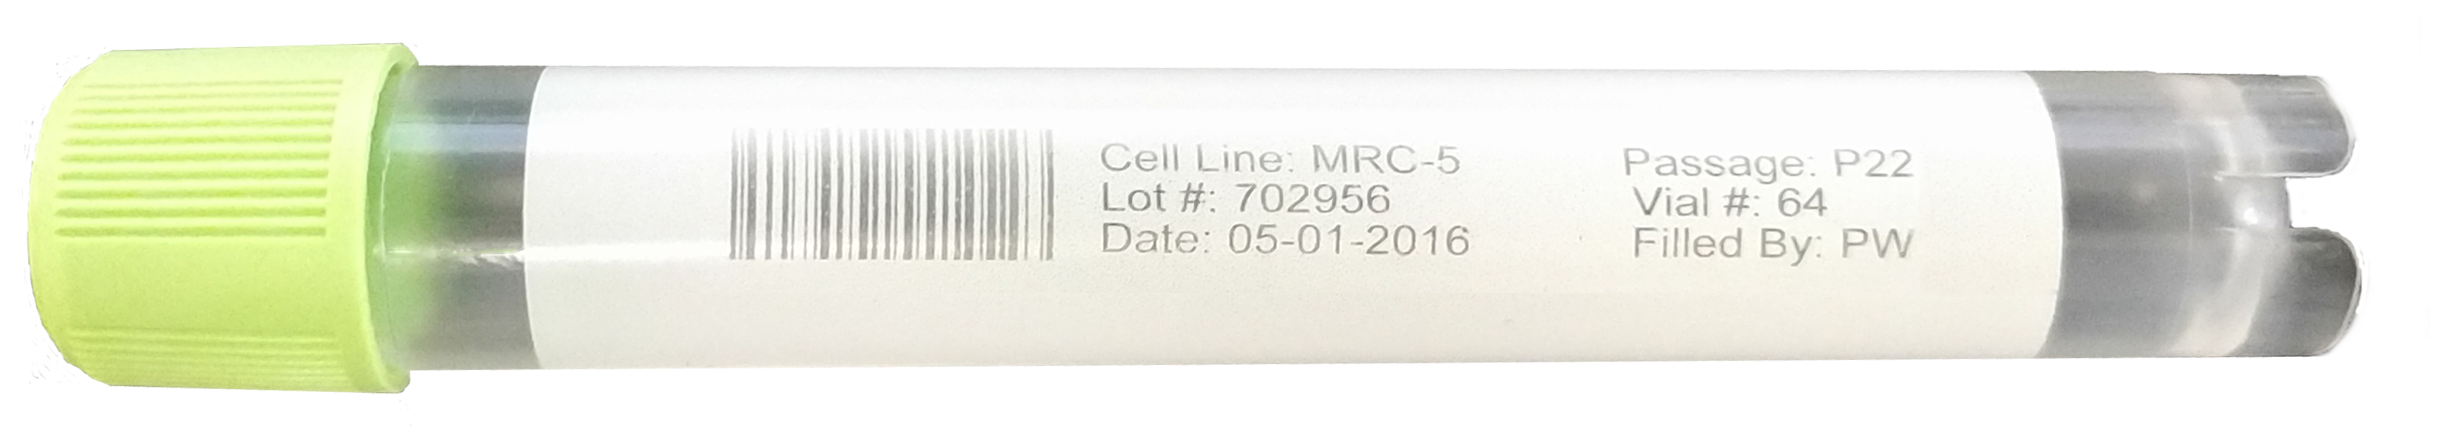 Cell Line: MRC-5
Lot #: 702956
Date: 05-01-2016
Passage: P22
Vial #: 64
Filled By: PW